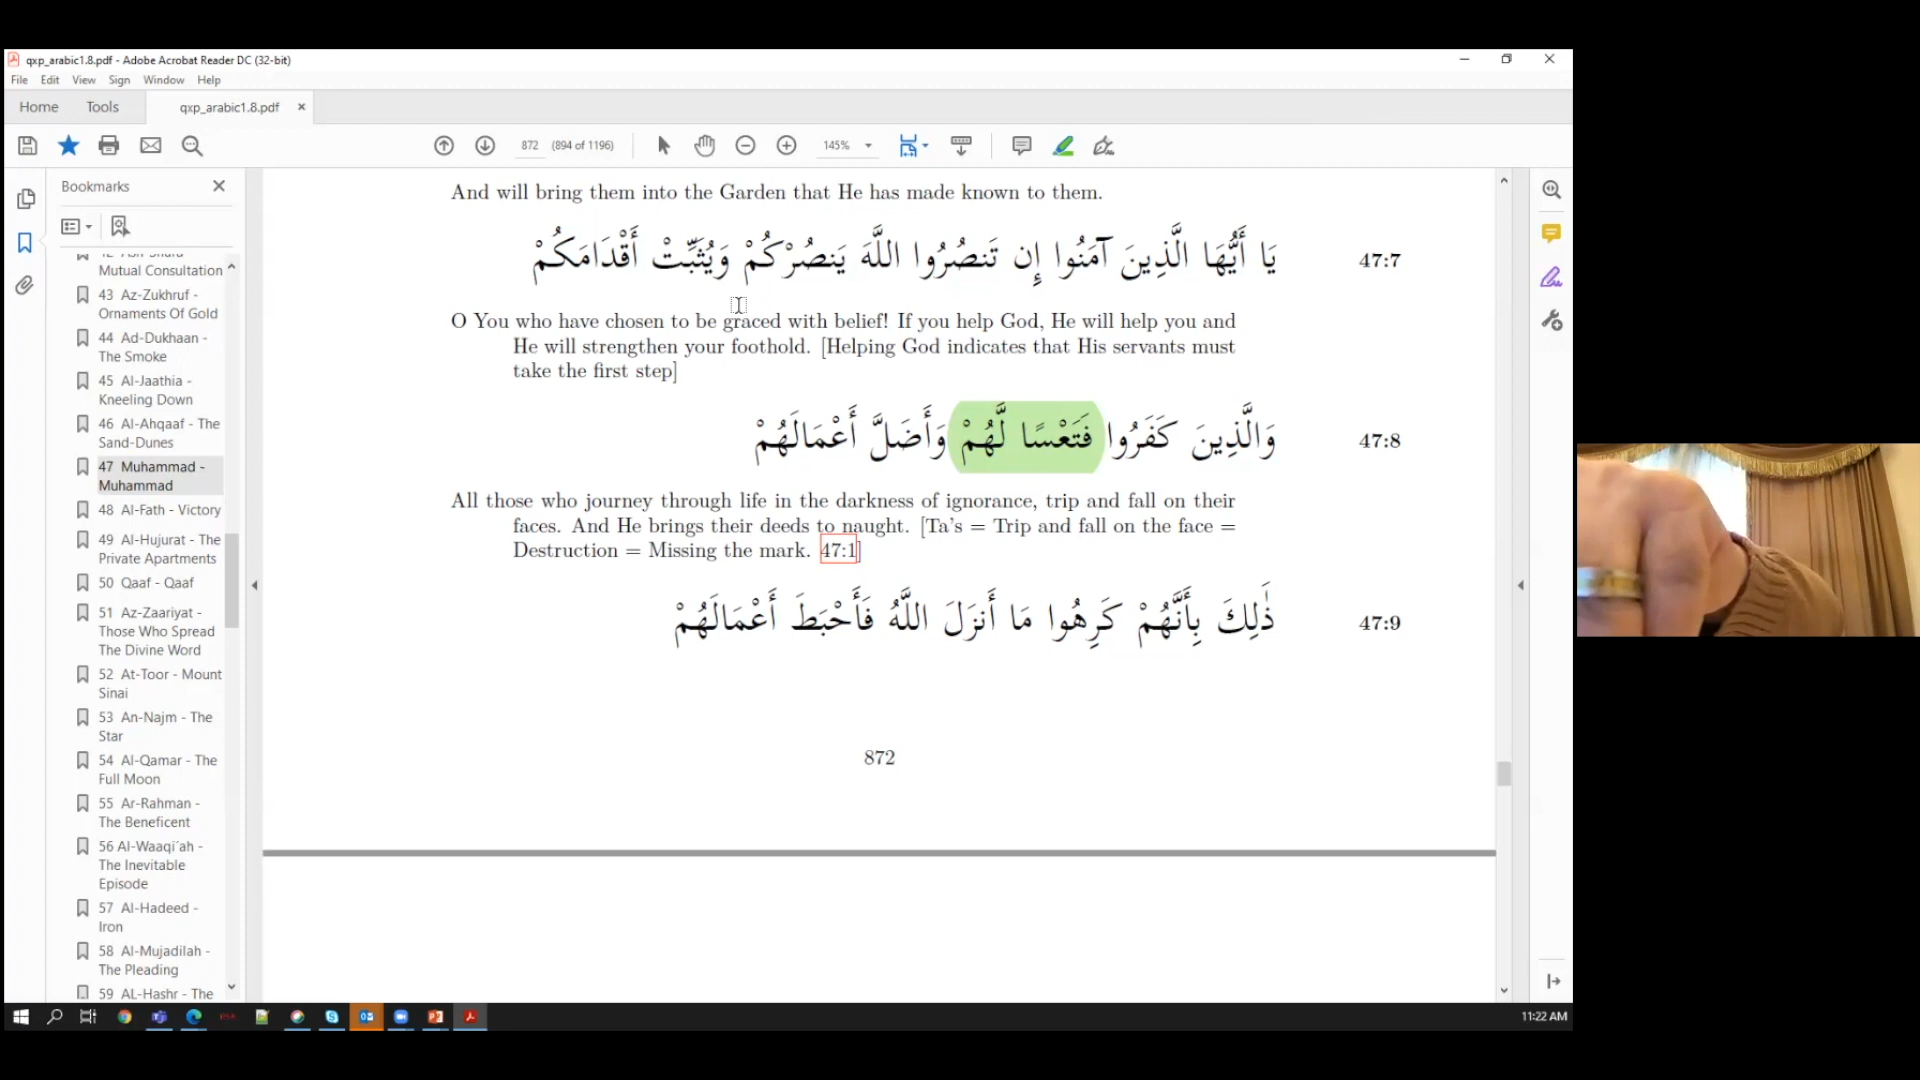 qxp_arabic1.8.pdf - Adobe Acrobat Reader DC (32-bit)
File Edit View Sign Window Help
Home Tools qxp_arabic1.8.pdf
872 (894 of 1196) 145%
Bookmarks
Mutual Consultation
43 Az-Zukhruf -
Ornaments Of Gold
44 Ad-Dukhaan -
The Smoke
45 Al-Jaathia -
Kneeling Down
46 Al-Ahqaaf - The
Sand-Dunes
47 Muhammad -
Muhammad
48 Al-Fath - Victory
49 Al-Hujurat - The
Private Apartments
50 Qaaf - Qaaf
51 Az-Zaariyat -
Those Who Spread
The Divine Word
52 At-Toor - Mount
Sinai
53 An-Najm - The
Star
54 Al-Qamar - The
Full Moon
55 Ar-Rahman -
The Beneficent
56 Al-Waaqi´ah -
The Inevitable
Episode
57 Al-Hadeed -
Iron
58 Al-Mujadilah -
The Pleading
59 AL-Hashr - The
And will bring them into the Garden that He has made known to them.
يَا أَيُّهَا الَّذِينَ آمَنُوا إِن تَنصُرُوا اللَّهَ يَنصُرْكُمْ وَيُثَبِّتْ أَقْدَامَكُمْ 47:7
O You who have chosen to be graced with belief! If you help God, He will help you and
He will strengthen your foothold. [Helping God indicates that His servants must
take the first step]
وَالَّذِينَ كَفَرُوا فَتَعْسًا لَّهُمْ وَأَضَلَّ أَعْمَالَهُمْ 47:8
All those who journey through life in the darkness of ignorance, trip and fall on their
faces. And He brings their deeds to naught. [Ta's = Trip and fall on the face =
Destruction = Missing the mark. 47:1]
ذَٰلِكَ بِأَنَّهُمْ كَرِهُوا مَا أَنزَلَ اللَّهُ فَأَحْبَطَ أَعْمَالَهُمْ 47:9
872
11:22 AM